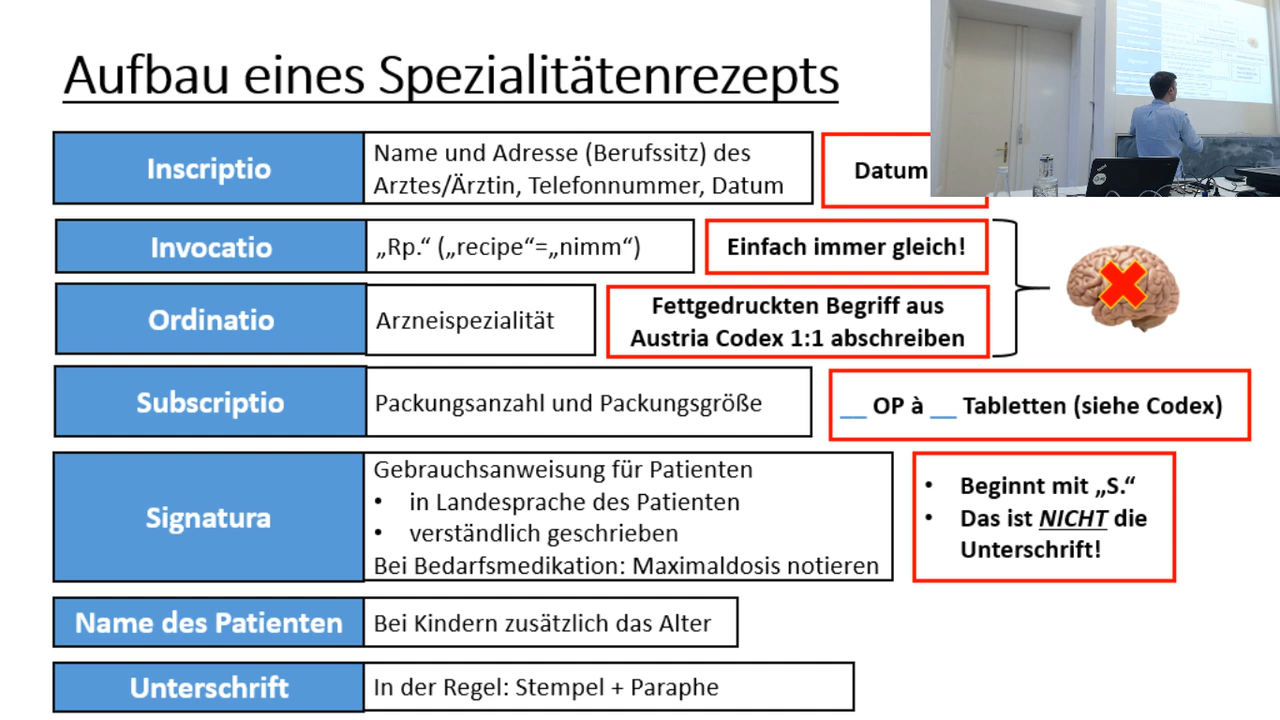 Aufbau eines Spezialitätenrezepts
Inscriptio
Name und Adresse (Berufssitz) des
Arztes/Ärztin, Telefonnummer, Datum
Datum
Invocatio
„Rp.“ („recipe“=„nimm“)
Einfach immer gleich!
Ordinatio
Arzneispezialität
Fettgedruckten Begriff aus
Austria Codex 1:1 abschreiben
Subscriptio
Packungsanzahl und Packungsgröße
__ OP à __ Tabletten (siehe Codex)
Signatura
Gebrauchsanweisung für Patienten
• in Landesprache des Patienten
• verständlich geschrieben
Bei Bedarfsmedikation: Maximaldosis notieren
• Beginnt mit „S.“
• Das ist NICHT die
Unterschrift!
Name des Patienten
Bei Kindern zusätzlich das Alter
Unterschrift
In der Regel: Stempel + Paraphe